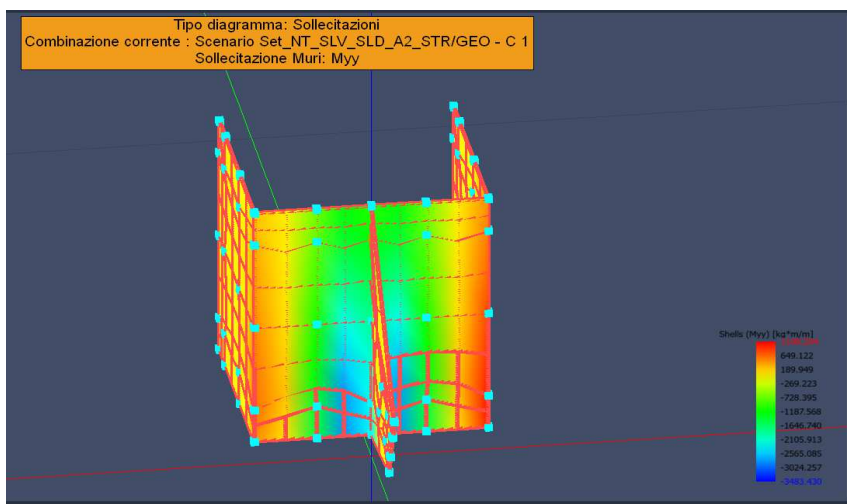 Tipo diagramma: Sollecitazioni
Combinazione corrente : Scenario Set_NT_SLV_SLD_A2_STR/GEO - C 1
Sollecitazione Muri: Myy
Shells (Myy) [kg*m/m]
649.122
189.949
-269.223
-728.395
-1187.568
-1646.740
-2105.913
-2565.085
-3024.257
-3483.430